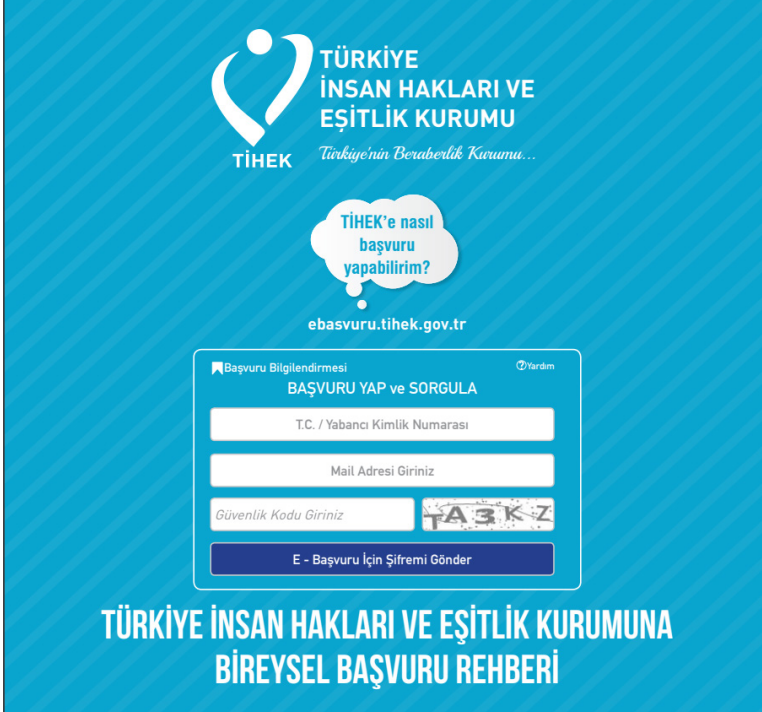 TÜRKİYE
İNSAN HAKLARI VE
EŞİTLİK KURUMU
TİHEK
Türkiye'nin Beraberlik Kurumu...
TİHEK'e nasıl
başvuru
yapabilirim?
ebasvuru.tihek.gov.tr
Başvuru Bilgilendirmesi
?Yardım
BAŞVURU YAP ve SORGULA
T.C. / Yabancı Kimlik Numarası
Mail Adresi Giriniz
Güvenlik Kodu Giriniz
TA3KZ
E - Başvuru İçin Şifremi Gönder
TÜRKİYE İNSAN HAKLARI VE EŞİTLİK KURUMUNA
BİREYSEL BAŞVURU REHBERİ